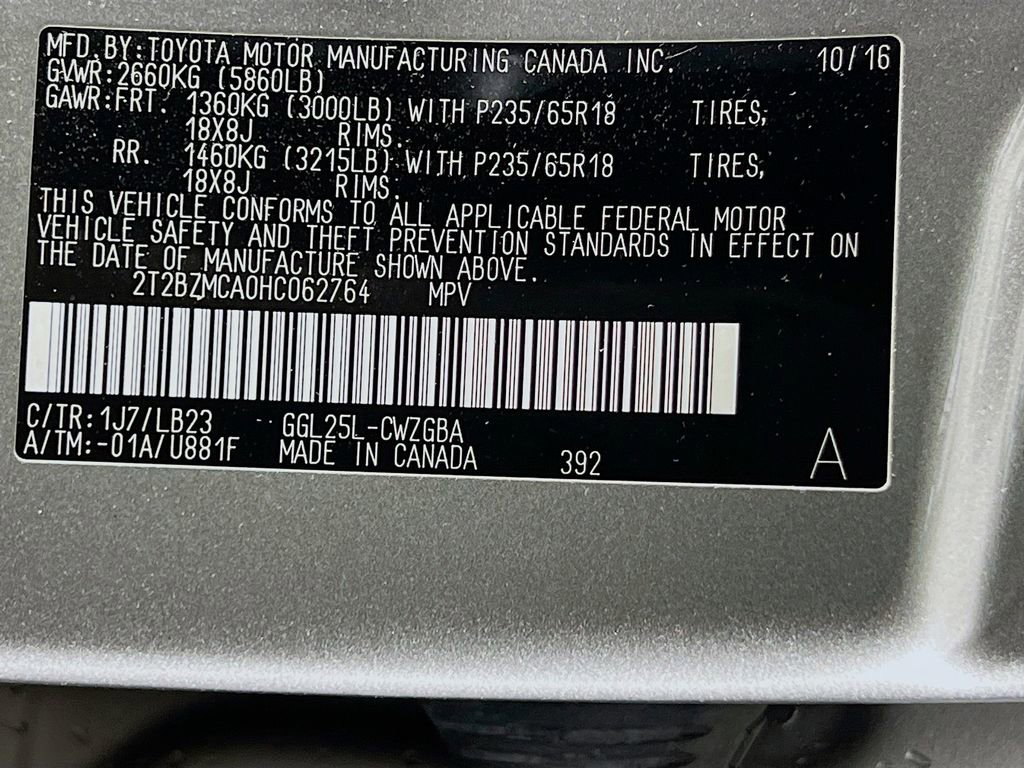 MFD.BY:TOYOTA MOTOR MANUFACTURING CANADA INC. 10/16
GVWR:2660KG (5860LB)
GAWR:FRT. 1360KG (3000LB) WITH P235/65R18 TIRES,
18X8J RIMS.
RR. 1460KG (3215LB) WITH P235/65R18 TIRES,
18X8J RIMS.
THIS VEHICLE CONFORMS TO ALL APPLICABLE FEDERAL MOTOR
VEHICLE SAFETY AND THEFT PREVENTION STANDARDS IN EFFECT ON
THE DATE OF MANUFACTURE SHOWN ABOVE.
2T2BZMCA0HC062764 MPV
C/TR:1J7/LB23 GGL25L-CWZGBA
A/TM:-01A/U881F MADE IN CANADA 392 A